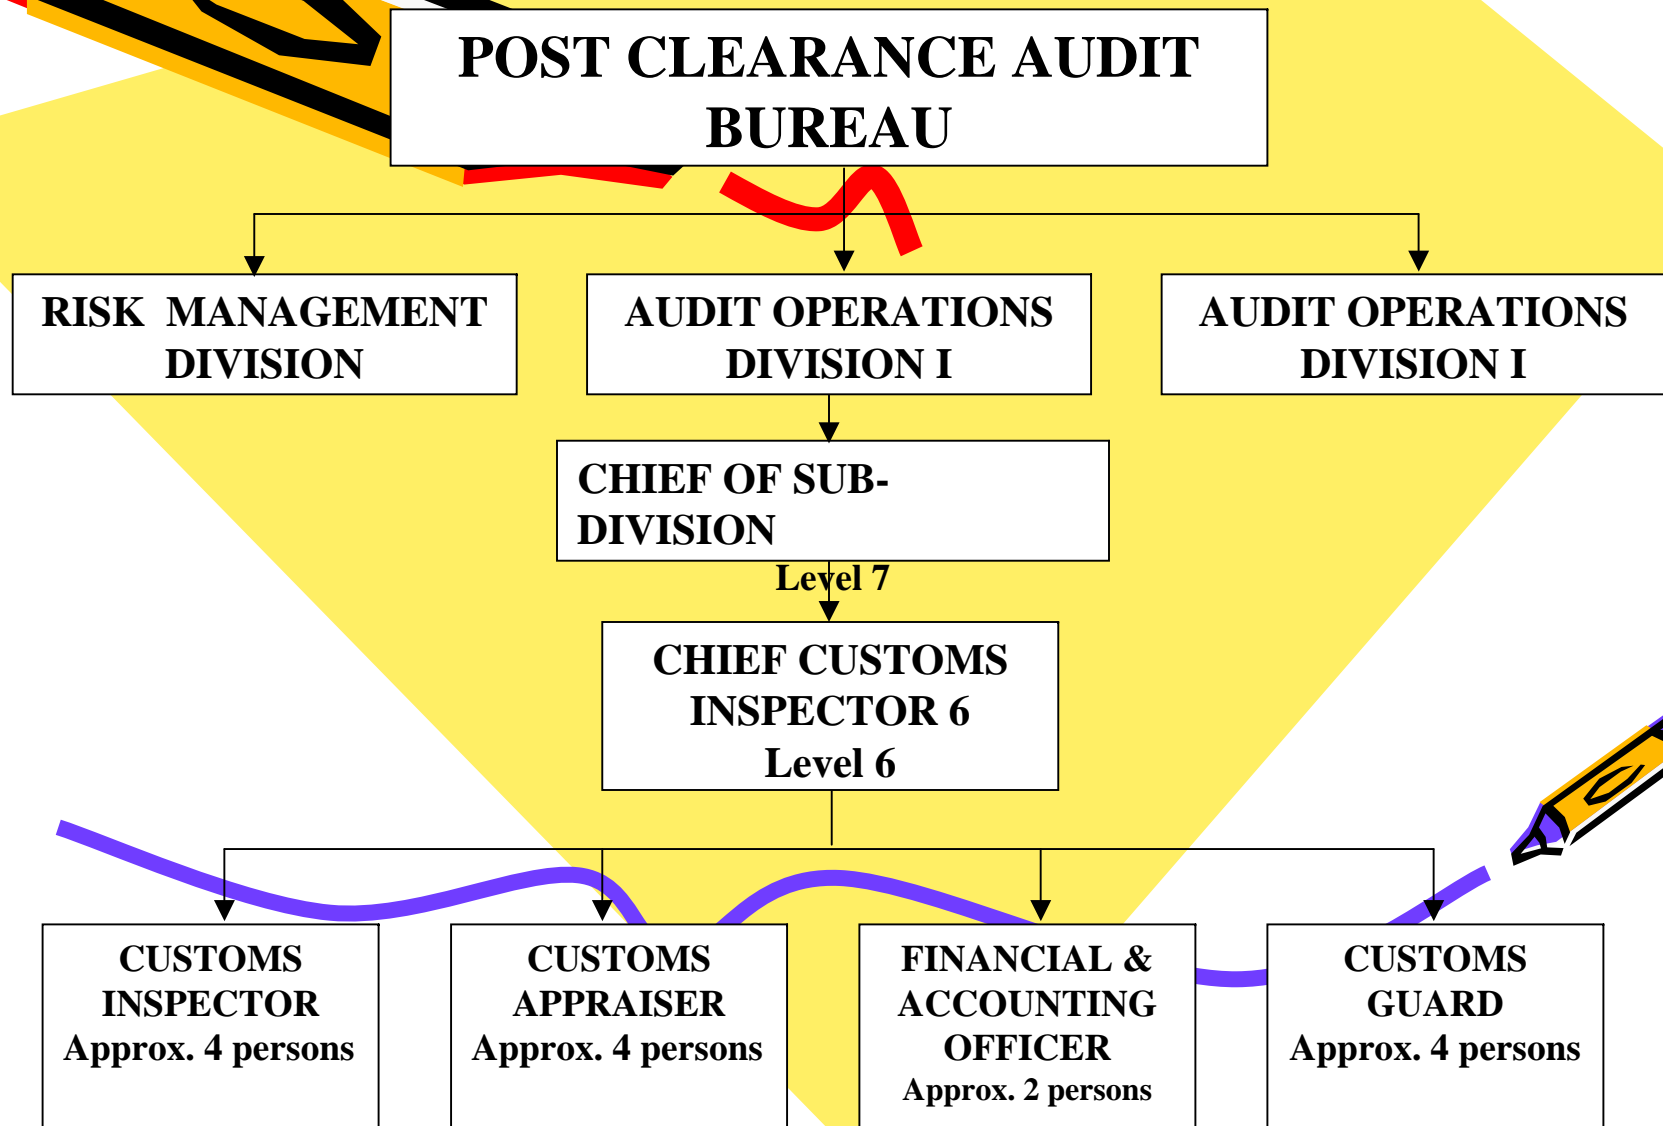 POST CLEARANCE AUDIT
BUREAU
RISK MANAGEMENT
DIVISION
AUDIT OPERATIONS
DIVISION I
AUDIT OPERATIONS
DIVISION I
CHIEF OF SUB-
DIVISION
Level 7
CHIEF CUSTOMS
INSPECTOR 6
Level 6
CUSTOMS
INSPECTOR
Approx. 4 persons
CUSTOMS
APPRAISER
Approx. 4 persons
FINANCIAL &
ACCOUNTING
OFFICER
Approx. 2 persons
CUSTOMS
GUARD
Approx. 4 persons